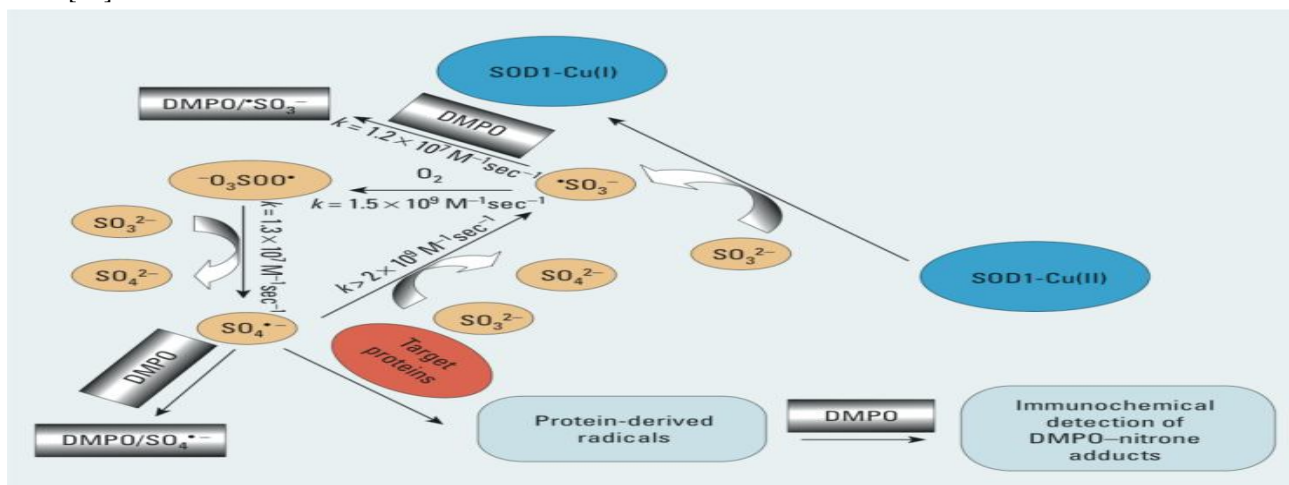 SOD1-Cu(I)
DMPO/•SO₃⁻
DMPO
k = 1.2 × 10⁷ M⁻¹sec⁻¹
⁻O₃SOO•
O₂
•SO₃⁻
k = 1.5 × 10⁹ M⁻¹sec⁻¹
SO₃²⁻
k = 1.3 × 10⁷ M⁻¹sec⁻¹
SO₄²⁻
k > 2 × 10⁹ M⁻¹sec⁻¹
SO₄²⁻
SO₃²⁻
SOD1-Cu(II)
SO₄•⁻
SO₃²⁻
DMPO
Target
proteins
DMPO/SO₄•⁻
Protein-derived
radicals
DMPO
Immunochemical
detection of
DMPO–nitrone
adducts